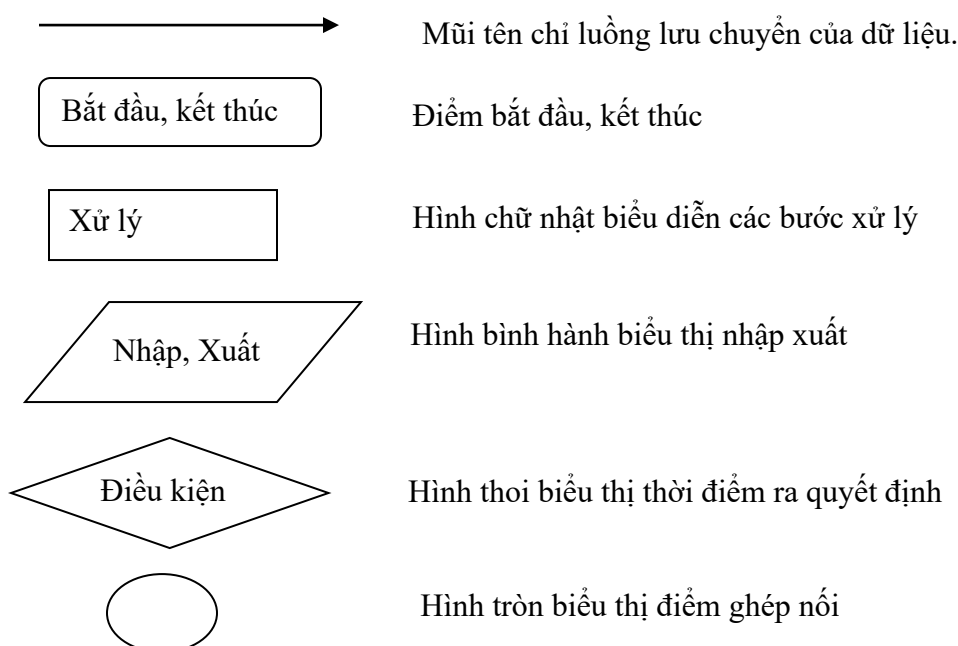 Mũi tên chỉ luồng lưu chuyển của dữ liệu.
Bắt đầu, kết thúc
Điểm bắt đầu, kết thúc
Xử lý
Hình chữ nhật biểu diễn các bước xử lý
Nhập, Xuất
Hình bình hành biểu thị nhập xuất
Điều kiện
Hình thoi biểu thị thời điểm ra quyết định
Hình tròn biểu thị điểm ghép nối